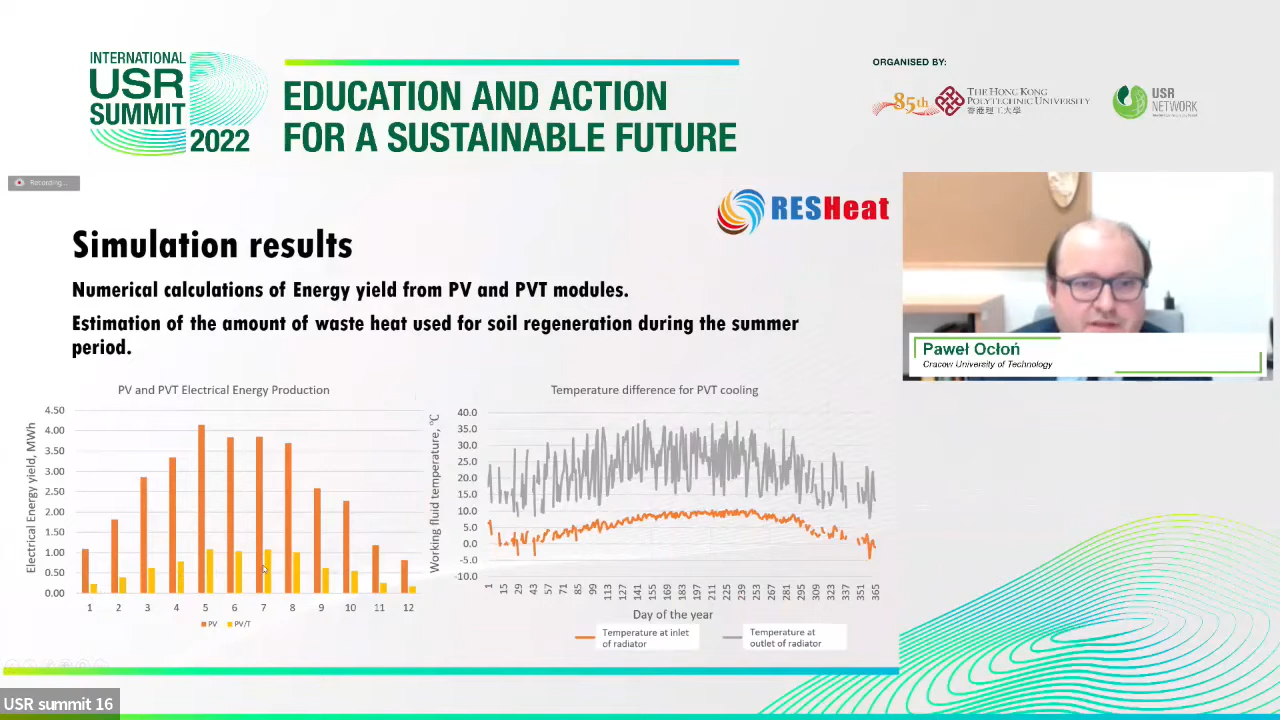 INTERNATIONAL
USR
SUMMIT
2022
EDUCATION AND ACTION
FOR A SUSTAINABLE FUTURE
ORGANISED BY:
85th
THE HONG KONG
POLYTECHNIC UNIVERSITY
香港理工大學
USR
NETWORK
Recording...
RESHeat
Simulation results
Numerical calculations of Energy yield from PV and PVT modules.
Estimation of the amount of waste heat used for soil regeneration during the summer
period.
Paweł Ocłoń
Cracow University of Technology
PV and PVT Electrical Energy Production
Electrical Energy yield, MWh
4.50
4.00
3.50
3.00
2.50
2.00
1.50
1.00
0.50
0.00
1 2 3 4 5 6 7 8 9 10 11 12
PV PV/T
Temperature difference for PVT cooling
Working fluid temperature, °C
40.0
35.0
30.0
25.0
20.0
15.0
10.0
5.0
0.0
-5.0
-10.0
1 15 29 43 57 71 85 99 113 127 141 155 169 183 197 211 225 239 253 267 281 295 309 323 337 351 365
Day of the year
Temperature at inlet
of radiator
Temperature at
outlet of radiator
USR summit 16